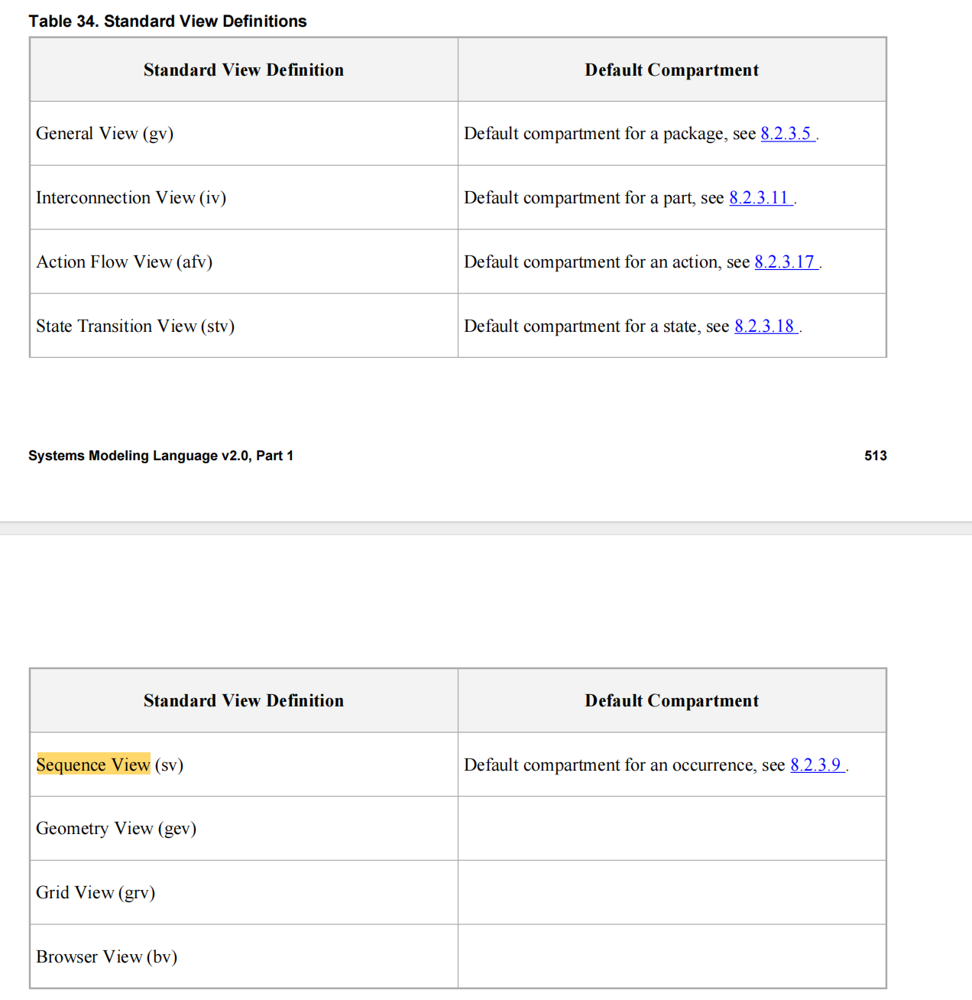 Table 34. Standard View Definitions
Standard View Definition Default Compartment
General View (gv) Default compartment for a package, see 8.2.3.5 .
Interconnection View (iv) Default compartment for a part, see 8.2.3.11 .
Action Flow View (afv) Default compartment for an action, see 8.2.3.17 .
State Transition View (stv) Default compartment for a state, see 8.2.3.18 .
Systems Modeling Language v2.0, Part 1 513
Standard View Definition Default Compartment
Sequence View (sv) Default compartment for an occurrence, see 8.2.3.9 .
Geometry View (gev)
Grid View (grv)
Browser View (bv)